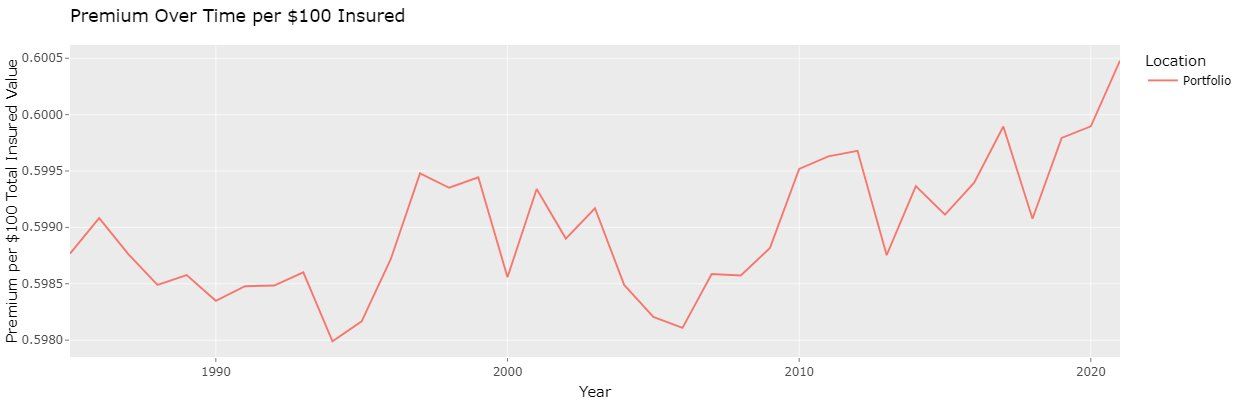 Premium Over Time per $100 Insured
Premium per $100 Total Insured Value
0.6005
0.6000
0.5995
0.5990
0.5985
0.5980
1990
2000
2010
2020
Year
Location
Portfolio